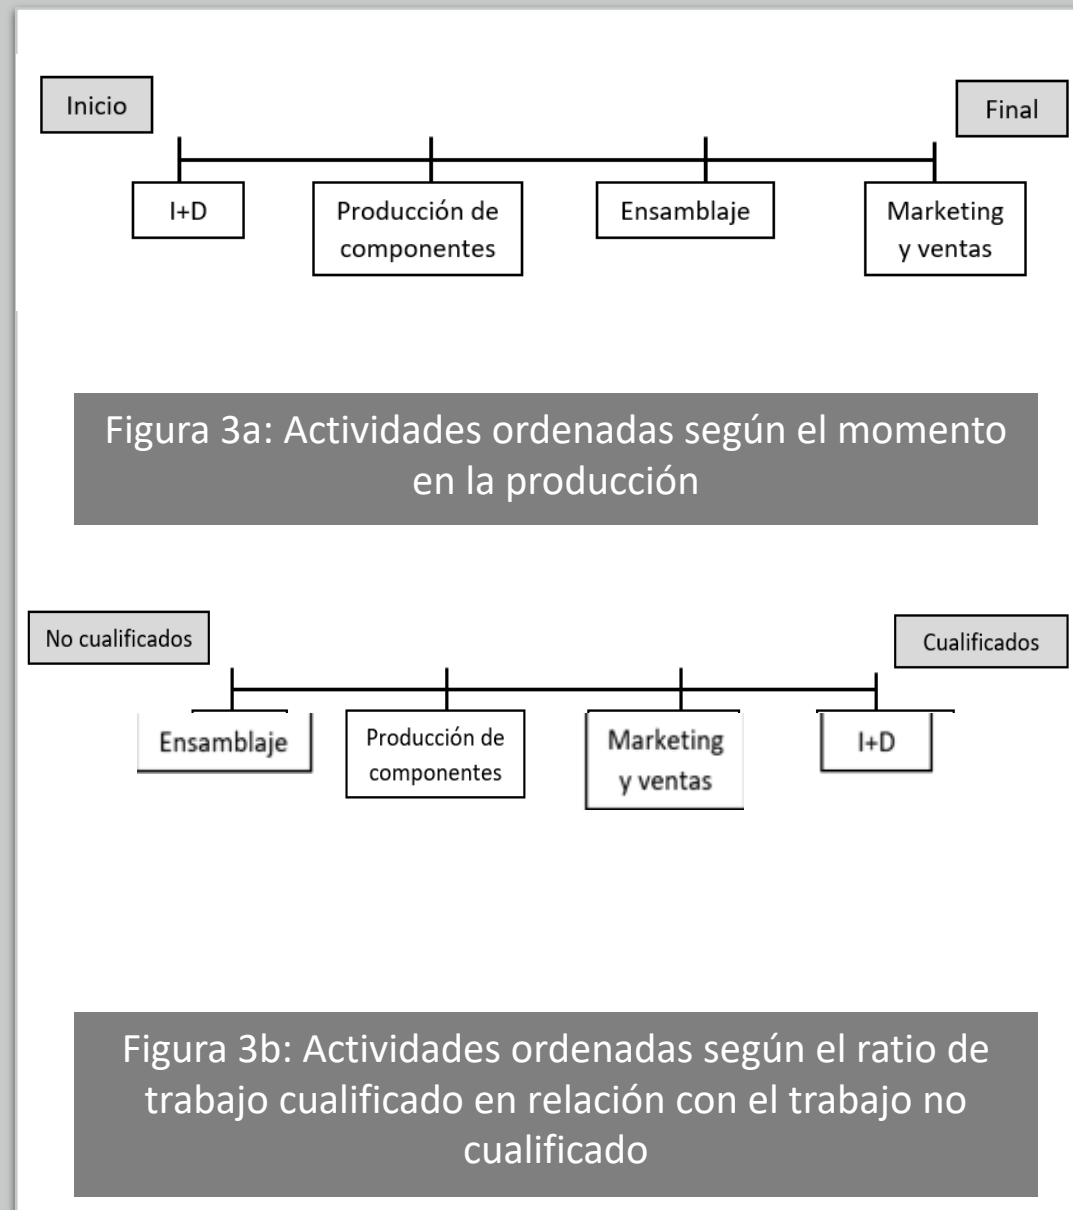 Inicio
Final
I+D
Producción de
componentes
Ensamblaje
Marketing
y ventas
Figura 3a: Actividades ordenadas según el momento
en la producción
No cualificados
Cualificados
Ensamblaje
Producción de
componentes
Marketing
y ventas
I+D
Figura 3b: Actividades ordenadas según el ratio de
trabajo cualificado en relación con el trabajo no
cualificado